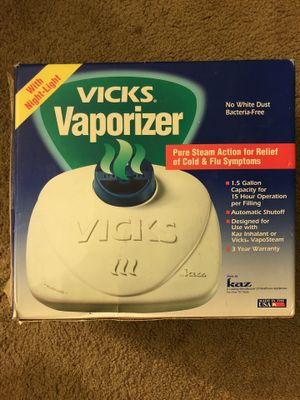 With
Night-Light
VICKS®
Vaporizer
No White Dust
Bacteria-Free
Pure Steam Action for Relief
of Cold & Flu Symptoms
1.5 Gallon
Capacity for
15 Hour Operation
per Filling
Automatic Shutoff
Designed for
Use with
Kaz Inhalant or
Vicks® VapoSteam
3 Year Warranty
VICKS
kaz
kaz
MADE IN THE
USA